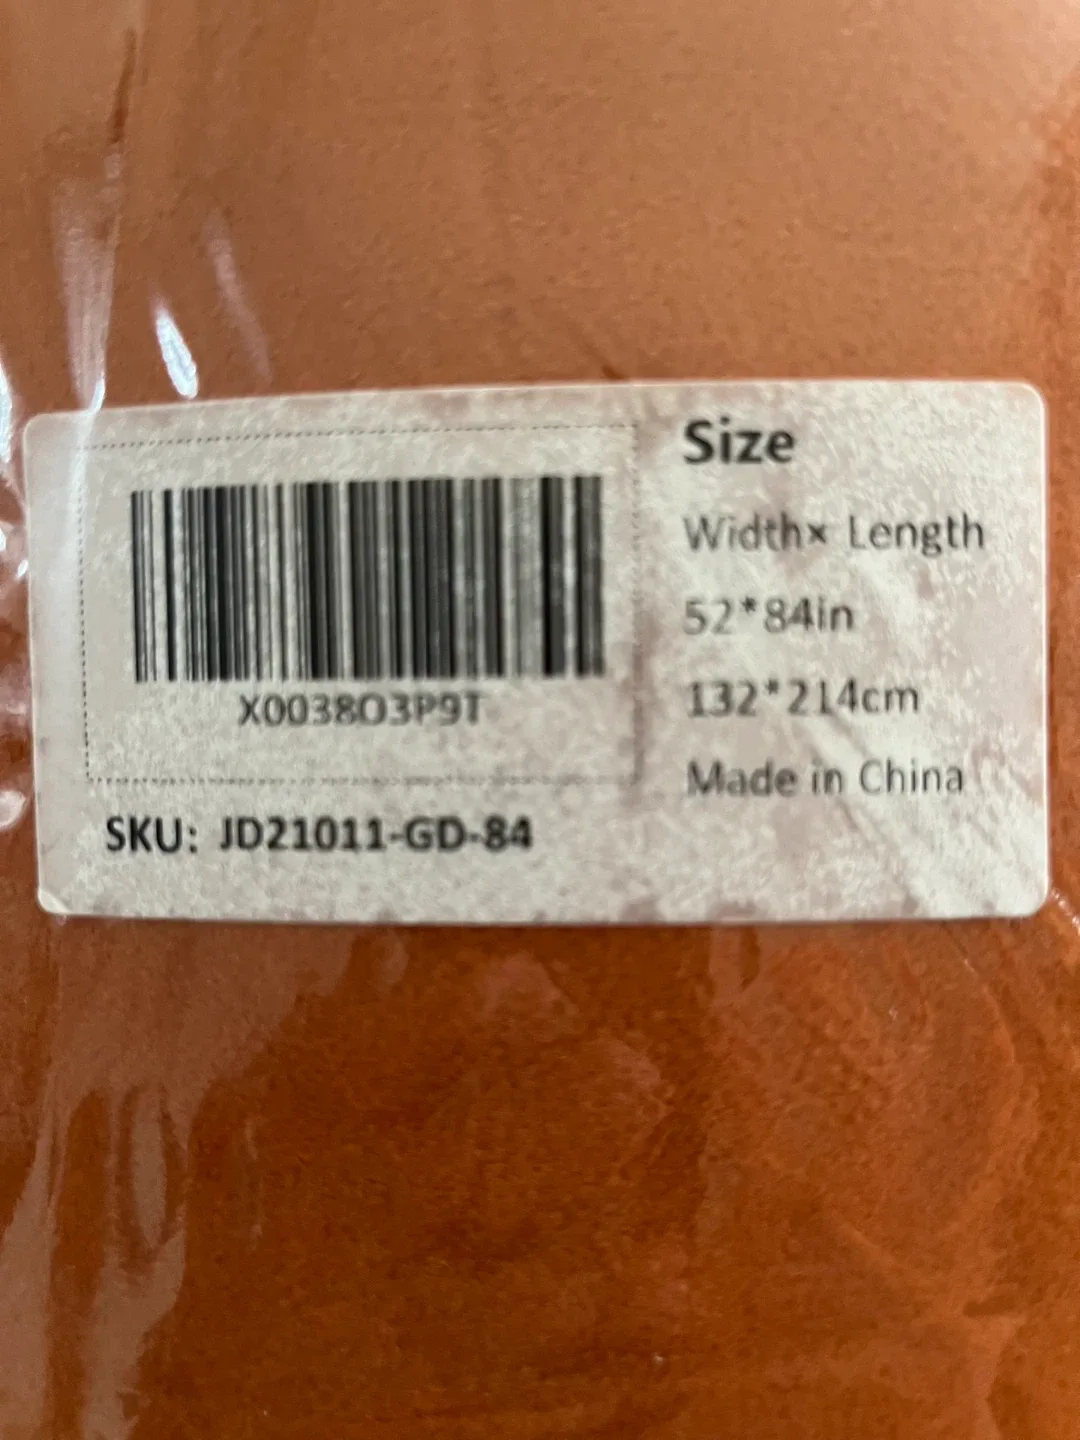 X0038O3P9T
SKU: JD21011-GD-84
Size
Width× Length
52*84in
132*214cm
Made in China